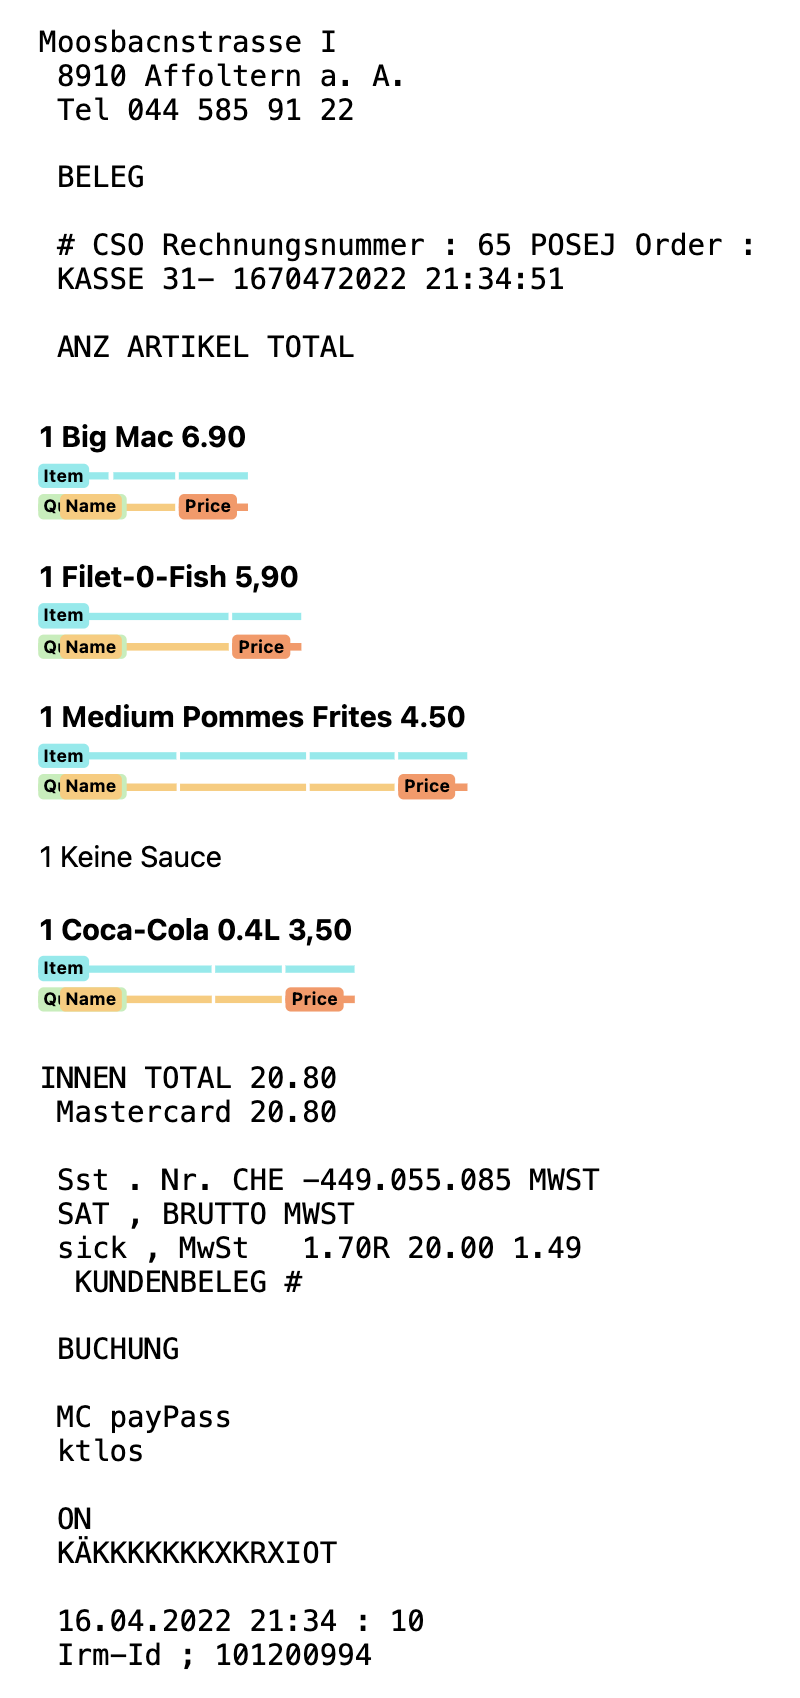 Moosbacnstrasse I
8910 Affoltern a. A.
Tel 044 585 91 22
BELEG
# CSO Rechnungsnummer : 65 POSEJ Order :
KASSE 31- 1670472022 21:34:51
ANZ ARTIKEL TOTAL
1 Big Mac 6.90
Item
Name Price
1 Filet-0-Fish 5,90
Item
Name Price
1 Medium Pommes Frites 4.50
Item
Name Price
1 Keine Sauce
1 Coca-Cola 0.4L 3,50
Item
Name Price
INNEN TOTAL 20.80
Mastercard 20.80
Sst . Nr. CHE -449.055.085 MWST
SAT , BRUTTO MWST
sick , MwSt 1.70R 20.00 1.49
KUNDENBELEG #
BUCHUNG
MC payPass
ktlos
ON
KÄKKKKKKKXKRXIOT
16.04.2022 21:34 : 10
Irm-Id ; 101200994